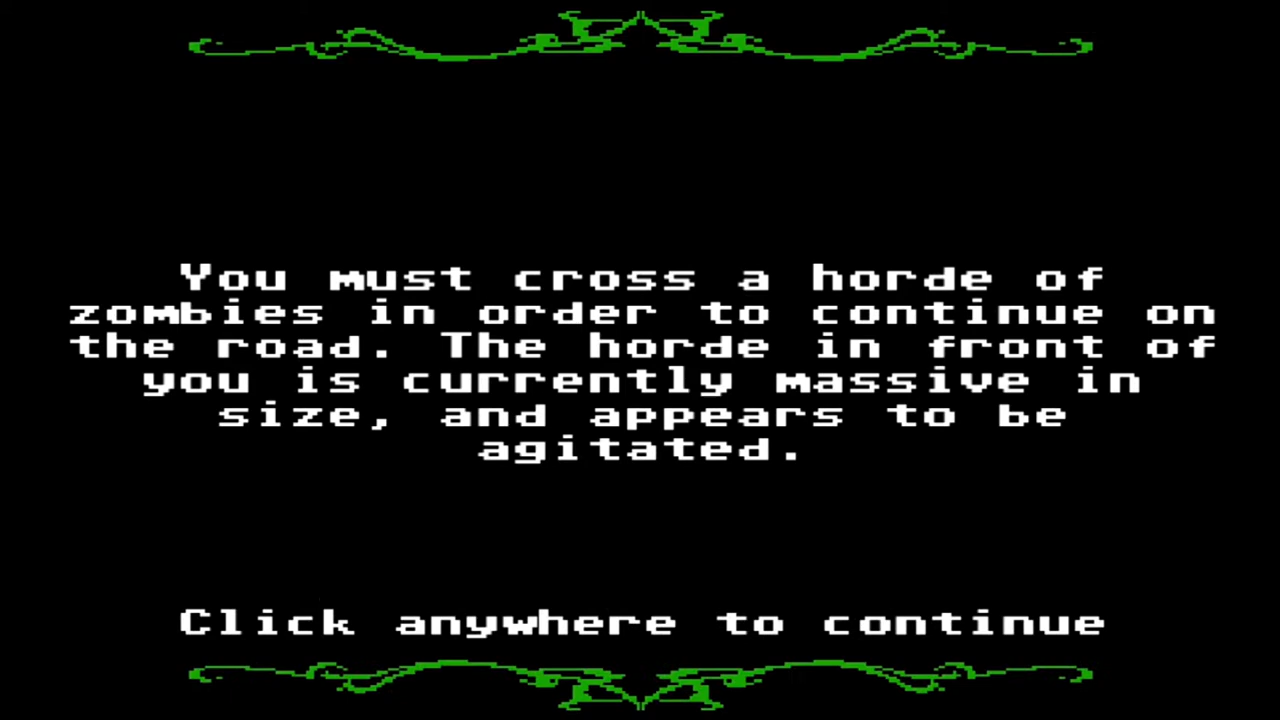 You must cross a horde of
zombies in order to continue on
the road. The horde in front of
you is currently massive in
size, and appears to be
agitated.
Click anywhere to continue